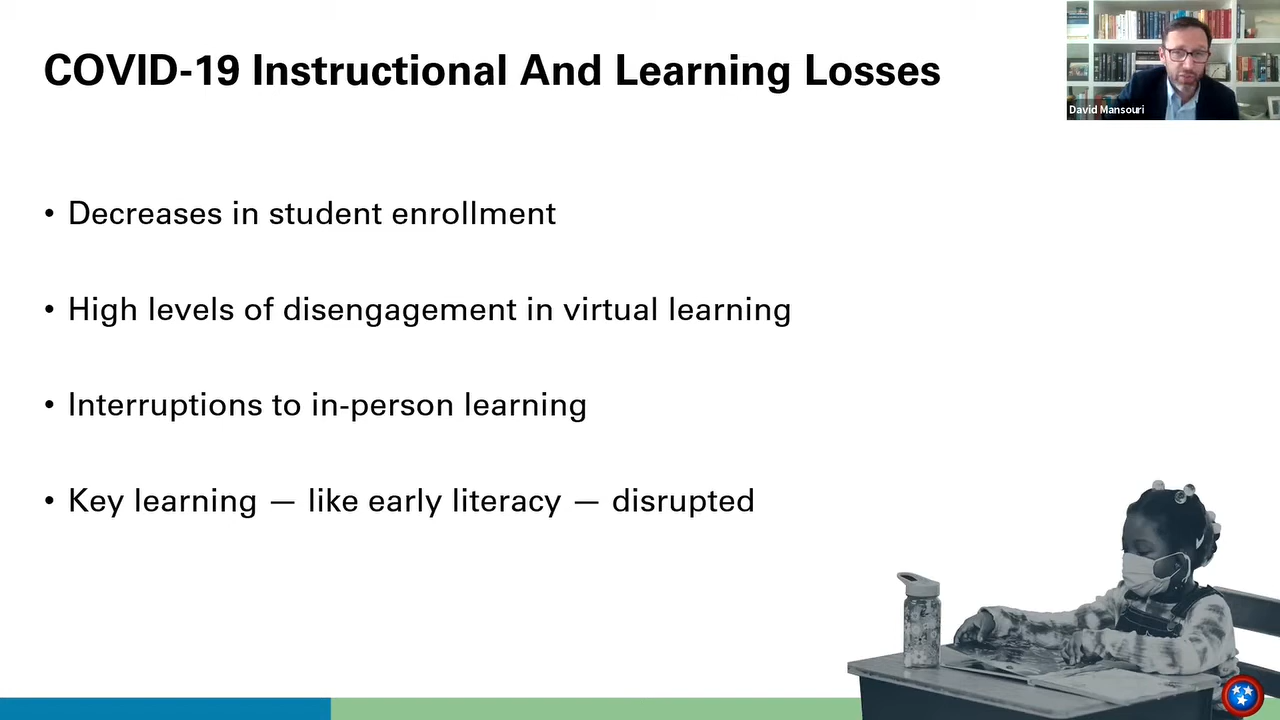 COVID-19 Instructional And Learning Losses
David Mansouri
• Decreases in student enrollment
• High levels of disengagement in virtual learning
• Interruptions to in-person learning
• Key learning — like early literacy — disrupted